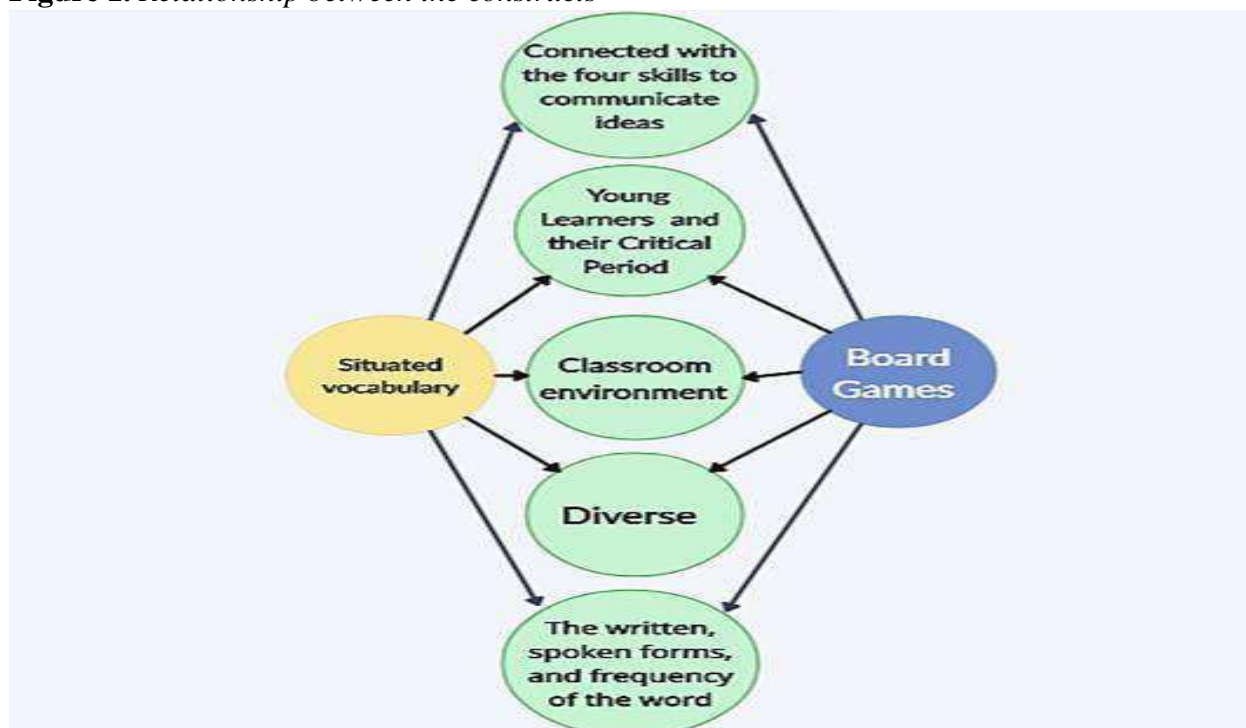 Connected with
the four skills to
communicate
ideas
Young
Learners and
their Critical
Period
Situated
vocabulary
Classroom
environment
Board
Games
Diverse
The written,
spoken forms,
and frequency
of the word